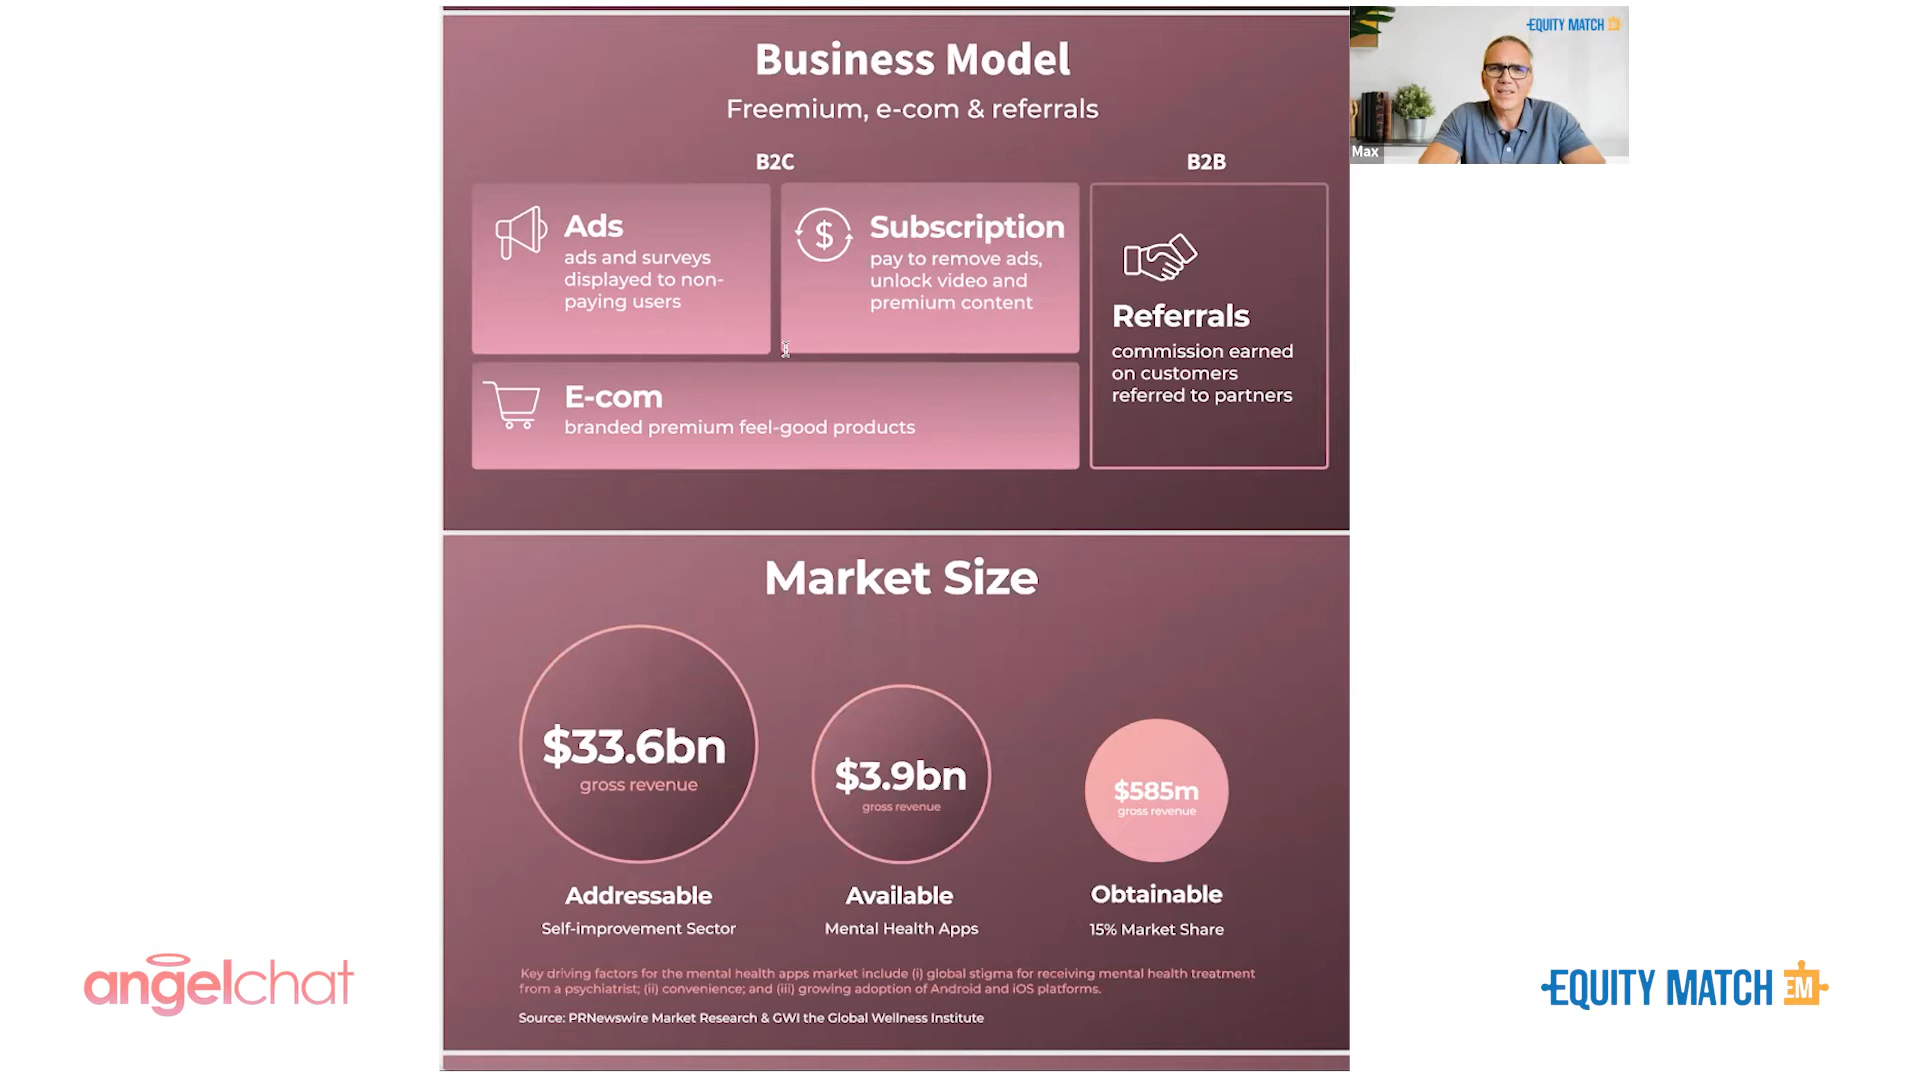 Business Model
Freemium, e-com & referrals
B2C
B2B
Ads
ads and surveys
displayed to non-
paying users
$
Subscription
pay to remove ads,
unlock video and
premium content
Referrals
commission earned
on customers
referred to partners
E-com
branded premium feel-good products
EQUITY MATCH EM
Max
Market Size
$33.6bn
gross revenue
$3.9bn
gross revenue
$585m
gross revenue
Addressable
Self-improvement Sector
Available
Mental Health Apps
Obtainable
15% Market Share
Key driving factors for the mental health apps market include (i) global stigma for receiving mental health treatment
from a psychiatrist; (ii) convenience; and (iii) growing adoption of Android and iOS platforms.
Source: PRNewswire Market Research & GWI the Global Wellness Institute
angelchat
EQUITY MATCH EM